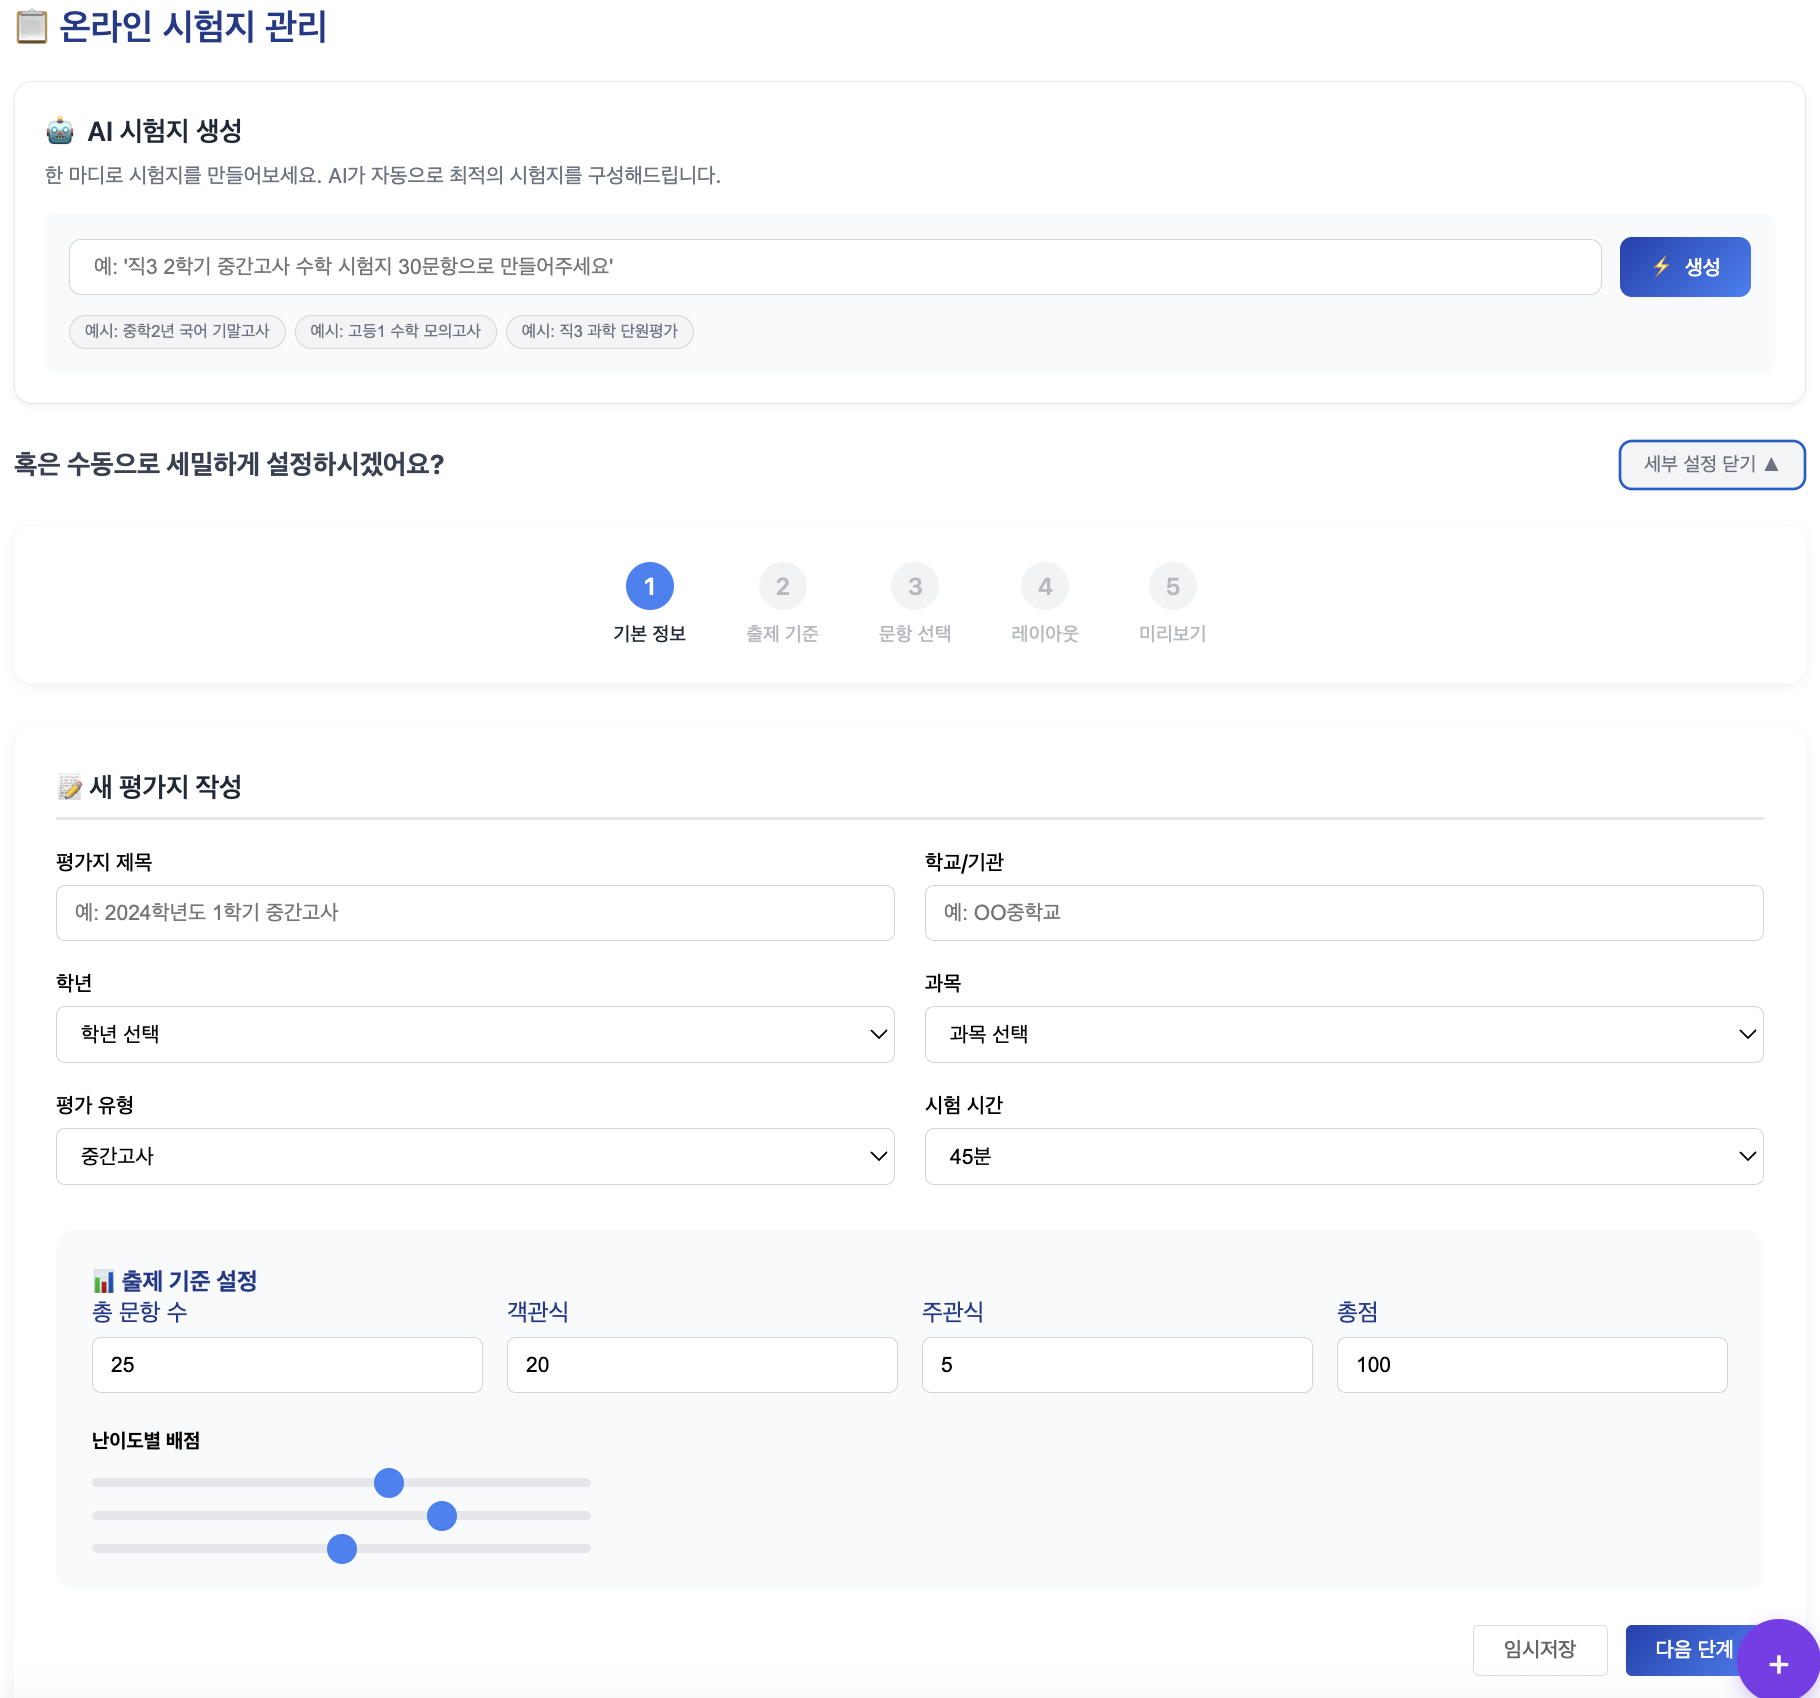 온라인 시험지 관리
AI 시험지 생성
한 마디로 시험지를 만들어보세요. AI가 자동으로 최적의 시험지를 구성해드립니다.
예: '직3 2학기 중간고사 수학 시험지 30문항으로 만들어주세요'
⚡ 생성
예시: 중학2년 국어 기말고사 예시: 고등1 수학 모의고사 예시: 직3 과학 단원평가
혹은 수동으로 세밀하게 설정하시겠어요?
세부 설정 닫기 ▲
1 2 3 4 5
기본 정보 출제 기준 문항 선택 레이아웃 미리보기
새 평가지 작성
평가지 제목 학교/기관
예: 2024학년도 1학기 중간고사 예: OO중학교
학년 과목
학년 선택 과목 선택
평가 유형 시험 시간
중간고사 45분
출제 기준 설정
총 문항 수 객관식 주관식 총점
25 20 5 100
난이도별 배점
임시저장 다음 단계 +